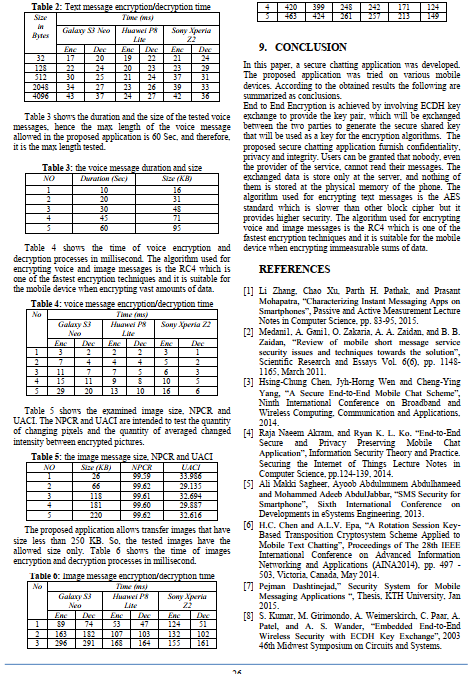 Table 2: Text message encryption/decryption time
Size in Bytes Time (ms)
Galaxy S3 Neo Huawei P8 Lite Sony Xperia Z2
Enc Dec Enc Dec Enc Dec
32 17 20 19 22 21 24
128 22 24 20 23 23 29
512 30 25 21 24 37 31
2048 34 27 23 26 39 33
4096 43 37 24 27 42 36
Table 3 shows the duration and the size of the tested voice
messages, hence the max length of the voice message
allowed in the proposed application is 60 Sec, and therefore,
it is the max length tested.
Table 3: the voice message duration and size
NO Duration (Sec) Size (KB)
1 10 16
2 20 31
3 30 48
4 45 71
5 60 95
Table 4 shows the time of voice encryption and
decryption processes in millisecond. The algorithm used for
encrypting voice and image messages is the RC4 which is
one of the fastest encryption techniques and it is suitable for
the mobile device when encrypting vast amounts of data.
Table 4: voice message encryption/decryption time
No Time (ms)
Galaxy S3 Neo Huawei P8 Lite Sony Xperia Z2
Enc Dec Enc Dec Enc Dec
1 3 2 2 2 3 1
2 7 4 4 4 5 2
3 11 7 7 5 6 3
4 15 11 9 8 10 5
5 29 20 13 10 16 6
Table 5 shows the examined image size, NPCR and
UACI. The NPCR and UACI are intended to test the quantity
of changing pixels and the quantity of averaged changed
intensity between encrypted pictures.
Table 5: the image message size, NPCR and UACI
NO Size (KB) NPCR UACI
1 26 99.59 33.986
2 66 99.62 29.135
3 118 99.61 32.694
4 181 99.60 29.887
5 220 99.62 32.616
The proposed application allows transfer images that have
size less than 250 KB. So, the tested images have the
allowed size only. Table 6 shows the time of images
encryption and decryption processes in millisecond.
Table 6: Image message encryption/decryption time
No Time (ms)
Galaxy S3 Neo Huawei P8 Lite Sony Xperia Z2
Enc Dec Enc Dec Enc Dec
1 89 74 53 47 124 51
2 163 182 107 103 132 102
3 296 291 168 164 155 161
4 420 399 248 242 171 124
5 463 424 261 257 213 149
9. CONCLUSION
In this paper, a secure chatting application was developed.
The proposed application was tried on various mobile
devices. According to the obtained results the following are
summarized as conclusions.
End to End Encryption is achieved by involving ECDH key
exchange to provide the key pair, which will be exchanged
between the two parties to generate the secure shared key
that will be used as a key for the encryption algorithms. The
proposed secure chatting application furnish confidentiality,
privacy and integrity. Users can be granted that nobody, even
the provider of the service, cannot read their messages. The
exchanged data is store only at the server, and nothing of
them is stored at the physical memory of the phone. The
algorithm used for encrypting text messages is the AES
standard which is slower than other block cipher but it
provides higher security. The algorithm used for encrypting
voice and image messages is the RC4 which is one of the
fastest encryption techniques and it is suitable for the mobile
device when encrypting immeasurable sums of data.
REFERENCES
[1] Li Zhang, Chao Xu, Parth H. Pathak, and Prasant
Mohapatra, "Characterizing Instant Messaging Apps on
Smartphones", Passive and Active Measurement Lecture
Notes in Computer Science, pp. 83-95, 2015.
[2] Medani1, A. Gani1, O. Zakaria, A. A. Zaidan, and B. B.
Zaidan, "Review of mobile short message service
security issues and techniques towards the solution",
Scientific Research and Essays Vol. 6(6), pp. 1148-
1165, March 2011.
[3] Hsing-Chung Chen, Jyh-Horng Wen and Cheng-Ying
Yang, "A Secure End-to-End Mobile Chat Scheme",
Ninth International Conference on Broadband and
Wireless Computing, Communication and Applications,
2014.
[4] Raja Naeem Akram, and Ryan K. L. Ko, "End-to-End
Secure and Privacy Preserving Mobile Chat
Application", Information Security Theory and Practice.
Securing the Internet of Things Lecture Notes in
Computer Science, pp.124-139, 2014.
[5] Ali Makki Sagheer, Ayoob Abdulmunem Abdulhameed
and Mohammed Adeeb AbdulJabbar, "SMS Security for
Smartphone", Sixth International Conference on
Developments in eSystems Engineering, 2013.
[6] H.C. Chen and A.L.V. Epa, "A Rotation Session Key-
Based Transposition Cryptosystem Scheme Applied to
Mobile Text Chatting", Proceedings of The 28th IEEE
International Conference on Advanced Information
Networking and Applications (AINA2014), pp. 497 -
503, Victoria, Canada, May 2014.
[7] Pejman Dashtinejad," Security System for Mobile
Messaging Applications ", Thesis, KTH University, Jan
2015.
[8] S. Kumar, M. Girimondo, A. Weimerskirch, C. Paar, A.
Patel, and A. S. Wander, "Embedded End-to-End
Wireless Security with ECDH Key Exchange", 2003
46th Midwest Symposium on Circuits and Systems.